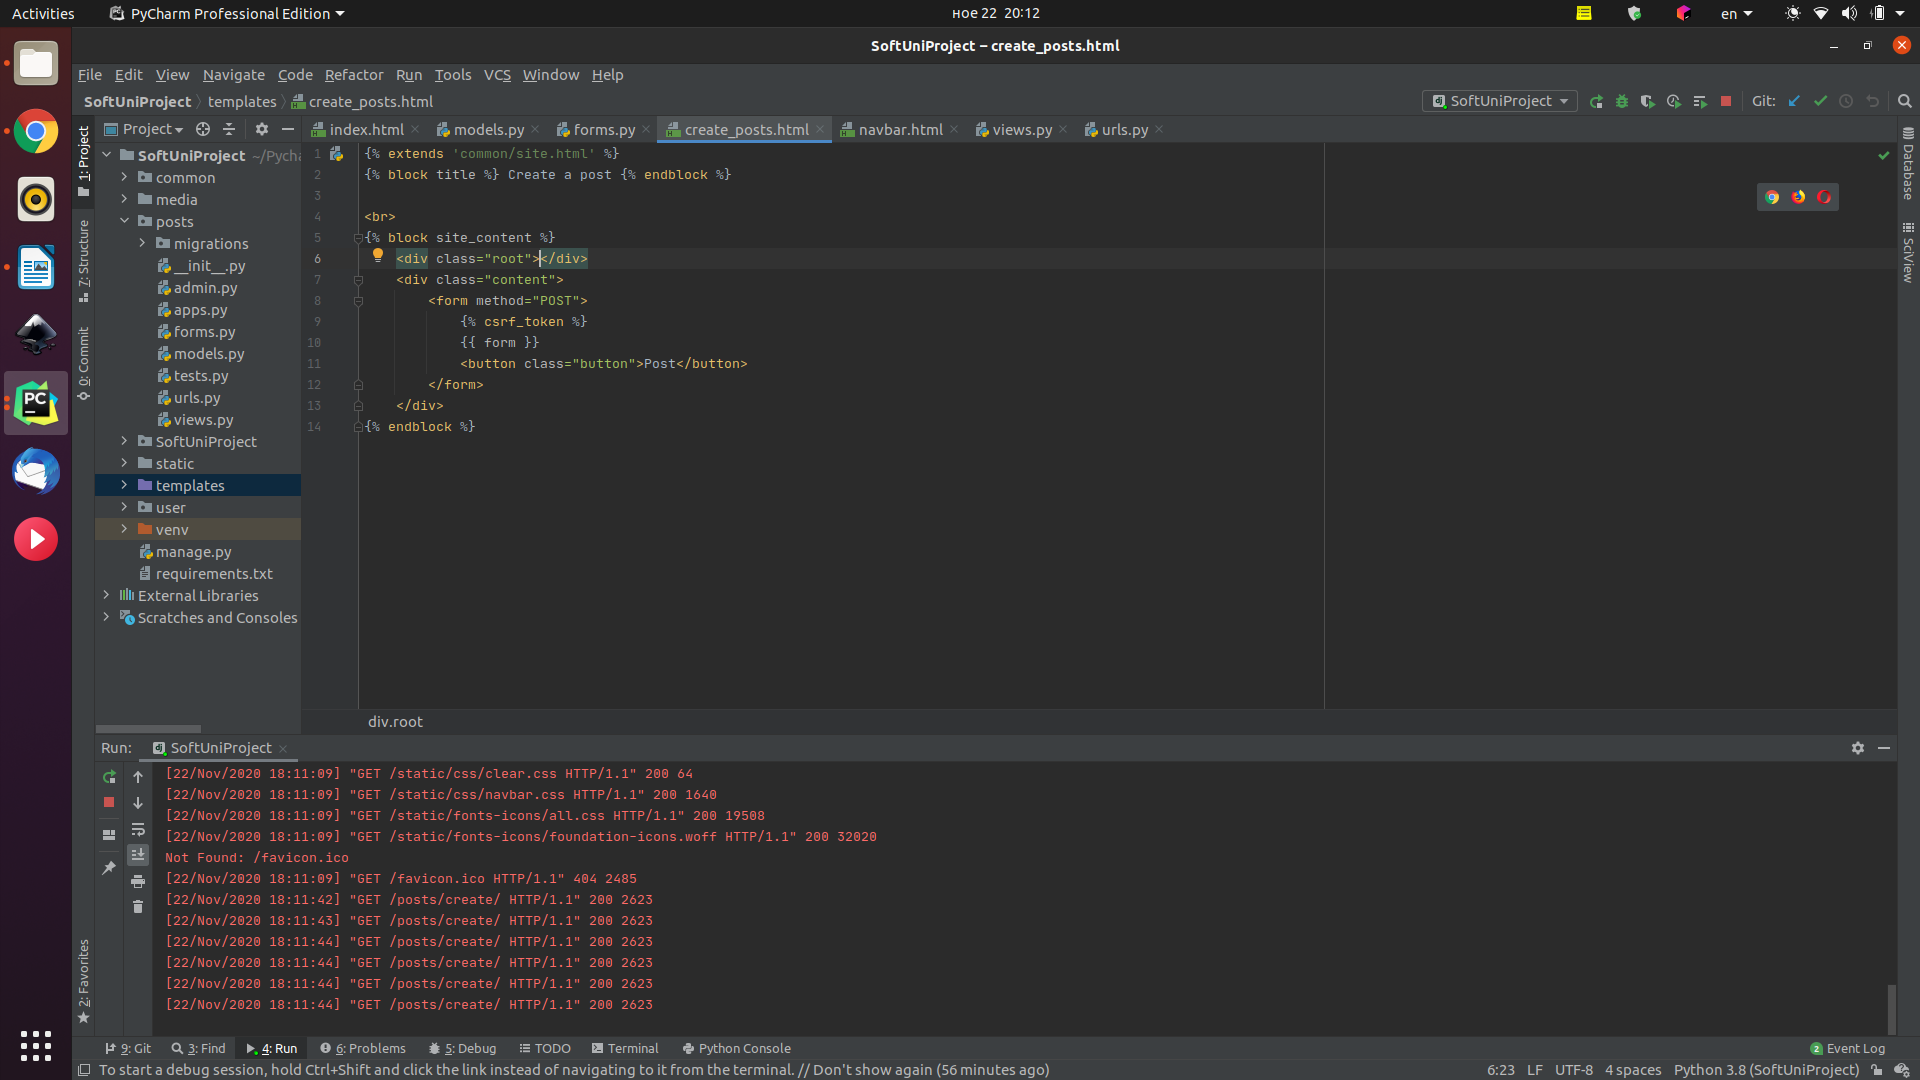 Activities
PyCharm Professional Edition
ное 22 20:12
en
SoftUniProject – create_posts.html
File Edit View Navigate Code Refactor Run Tools VCS Window Help
SoftUniProject templates create_posts.html
SoftUniProject
Git:
1: Project
Project
index.html
models.py
forms.py
create_posts.html
navbar.html
views.py
urls.py
SoftUniProject ~/Pycha
common
media
posts
migrations
__init__.py
admin.py
apps.py
forms.py
models.py
tests.py
urls.py
views.py
SoftUniProject
static
templates
user
venv
manage.py
requirements.txt
External Libraries
Scratches and Consoles
7: Structure
0: Commit
2: Favorites
1 {% extends 'common/site.html' %}
2 {% block title %} Create a post {% endblock %}
3
4 <br>
5 {% block site_content %}
6 <div class="root"></div>
7 <div class="content">
8 <form method="POST">
9 {% csrf_token %}
10 {{ form }}
11 <button class="button">Post</button>
12 </form>
13 </div>
14 {% endblock %}
Database
SciView
div.root
Run: SoftUniProject
[22/Nov/2020 18:11:09] "GET /static/css/clear.css HTTP/1.1" 200 64
[22/Nov/2020 18:11:09] "GET /static/css/navbar.css HTTP/1.1" 200 1640
[22/Nov/2020 18:11:09] "GET /static/fonts-icons/all.css HTTP/1.1" 200 19508
[22/Nov/2020 18:11:09] "GET /static/fonts-icons/foundation-icons.woff HTTP/1.1" 200 32020
Not Found: /favicon.ico
[22/Nov/2020 18:11:09] "GET /favicon.ico HTTP/1.1" 404 2485
[22/Nov/2020 18:11:42] "GET /posts/create/ HTTP/1.1" 200 2623
[22/Nov/2020 18:11:43] "GET /posts/create/ HTTP/1.1" 200 2623
[22/Nov/2020 18:11:44] "GET /posts/create/ HTTP/1.1" 200 2623
[22/Nov/2020 18:11:44] "GET /posts/create/ HTTP/1.1" 200 2623
[22/Nov/2020 18:11:44] "GET /posts/create/ HTTP/1.1" 200 2623
[22/Nov/2020 18:11:44] "GET /posts/create/ HTTP/1.1" 200 2623
9: Git 3: Find 4: Run 6: Problems 5: Debug TODO Terminal Python Console 2 Event Log
To start a debug session, hold Ctrl+Shift and click the link instead of navigating to it from the terminal. // Don't show again (56 minutes ago) 6:23 LF UTF-8 4 spaces Python 3.8 (SoftUniProject)